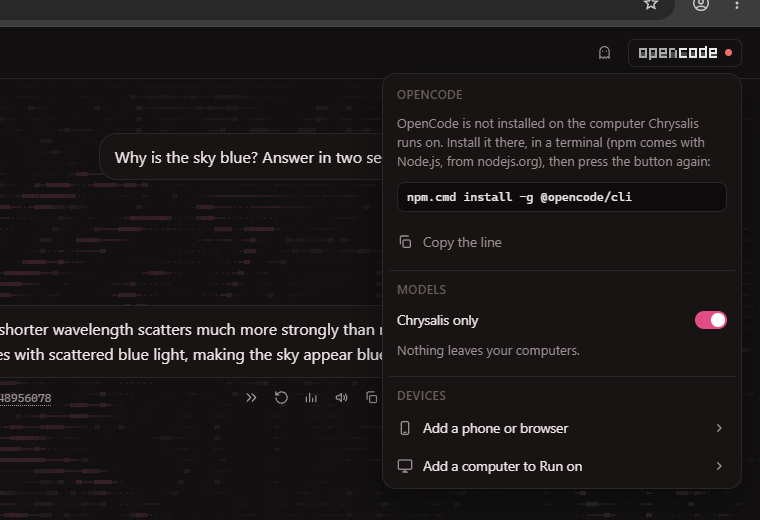 opencode
OPENCODE
OpenCode is not installed on the computer Chrysalis
runs on. Install it there, in a terminal (npm comes with
Node.js, from nodejs.org), then press the button again:
npm.cmd install -g @opencode/cli
Copy the line
MODELS
Chrysalis only
Nothing leaves your computers.
DEVICES
Add a phone or browser
Add a computer to Run on
Why is the sky blue? Answer in two se
shorter wavelength scatters much more strongly than
es with scattered blue light, making the sky appear blue
48956078